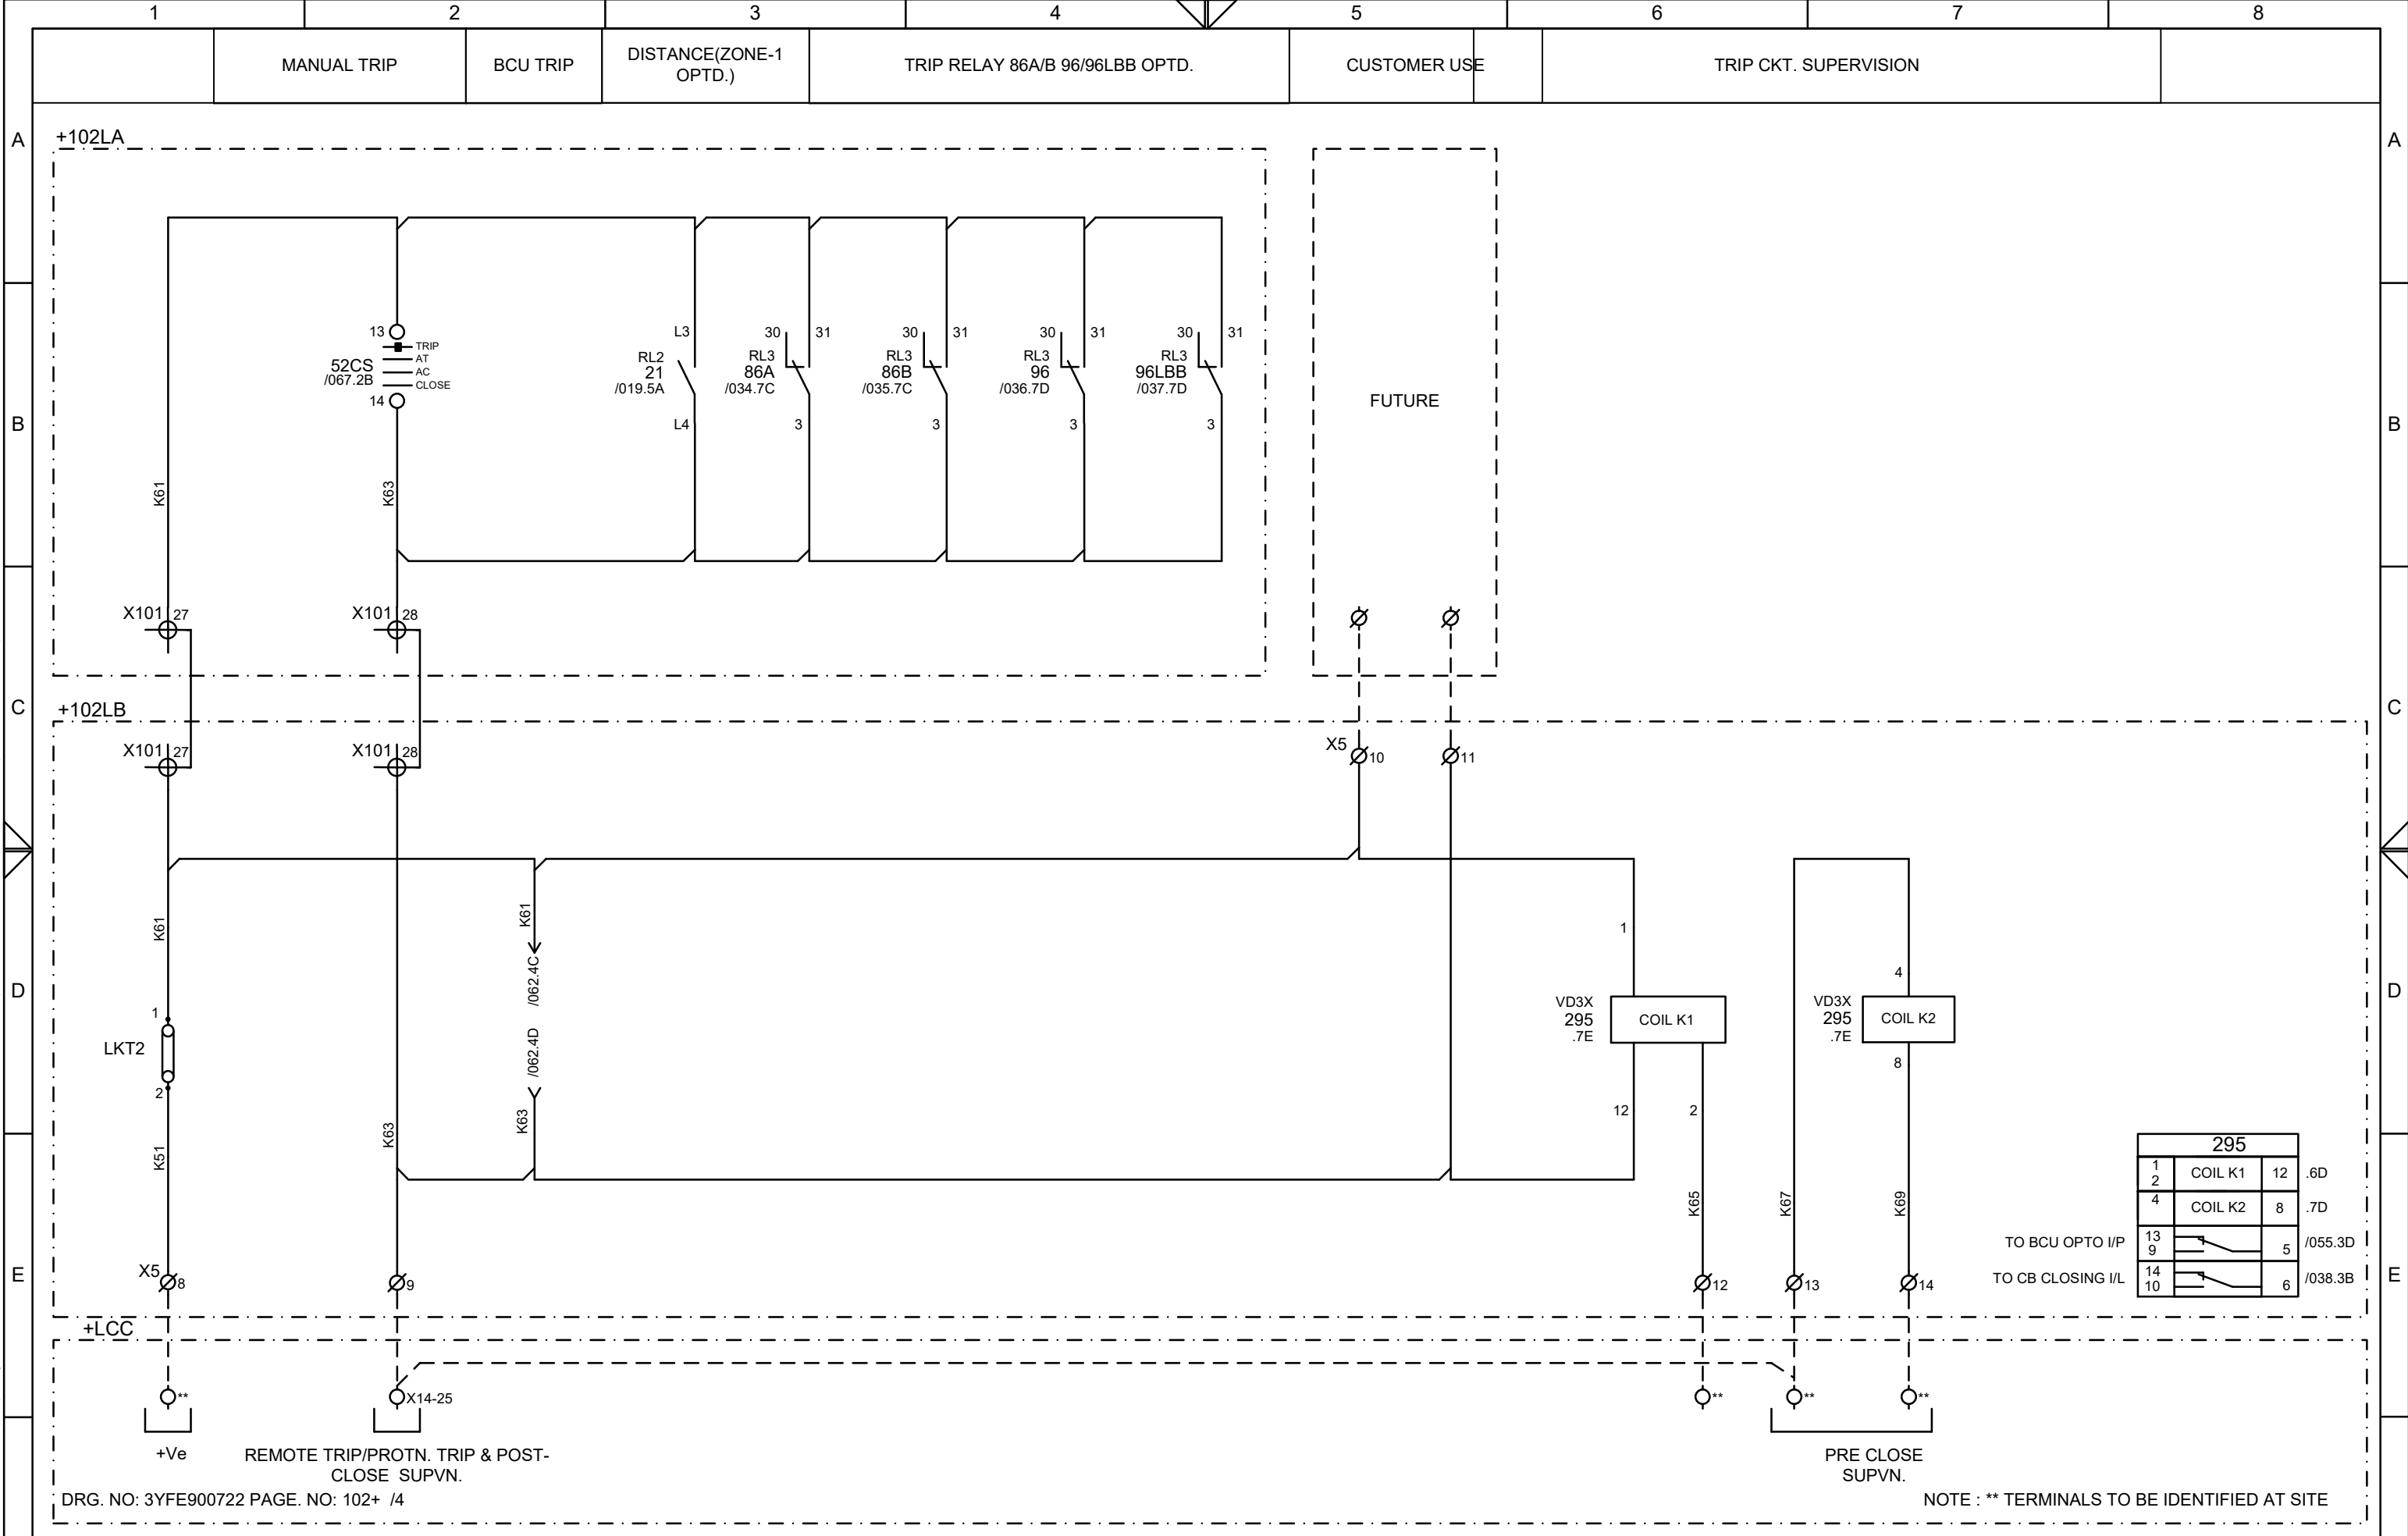 1 2 3 4 5 6 7 8
MANUAL TRIP
BCU TRIP
DISTANCE(ZONE-1
OPTD.)
TRIP RELAY 86A/B 96/96LBB OPTD.
CUSTOMER USE
TRIP CKT. SUPERVISION
A A
+102LA
13
TRIP
AT
AC
CLOSE
52CS
/067.2B
14
L3
RL2
21
/019.5A
L4
30 31
RL3
86A
/034.7C
3
30 31
RL3
86B
/035.7C
3
30 31
RL3
96
/036.7D
3
30 31
RL3
96LBB
/037.7D
3
FUTURE
B B
K61
K63
X101 27
X101 28
C C
+102LB
X101 27
X101 28
X5
10
11
K61
K61
/062.4C
/062.4D
K63
D D
1
LKT2
2
K51
K63
1
VD3X
295
.7E
COIL K1
12
2
4
VD3X
295
.7E
COIL K2
8
K65
K67
K69
295
1
2
COIL K1
12
.6D
4
COIL K2
8
.7D
TO BCU OPTO I/P
13
9
5
/055.3D
TO CB CLOSING I/L
14
10
6
/038.3B
E E
X5
8
9
12
13
14
+LCC
**
X14-25
**
**
**
+Ve
REMOTE TRIP/PROTN. TRIP & POST-
CLOSE SUPVN.
PRE CLOSE
SUPVN.
DRG. NO: 3YFE900722 PAGE. NO: 102+ /4
NOTE : ** TERMINALS TO BE IDENTIFIED AT SITE